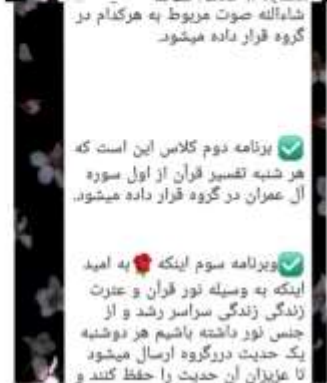 شاءالله صوت مربوط به هرکدام در
گروه قرار داده میشود.
✅ برنامه دوم کلاس این است که
هر شنبه تفسیر قرآن از اول سوره
آل عمران در گروه قرار داده میشود.
✅وبرنامه سوم اینکه 🌹به امید
اینکه به وسیله نور قرآن و عترت
زندگی زندگی سراسر رشد و از
جنس نور داشته باشیم هر دوشنبه
یک حدیث درگروه ارسال میشود
تا عزیزان آن حدیث را حفظ کنند و